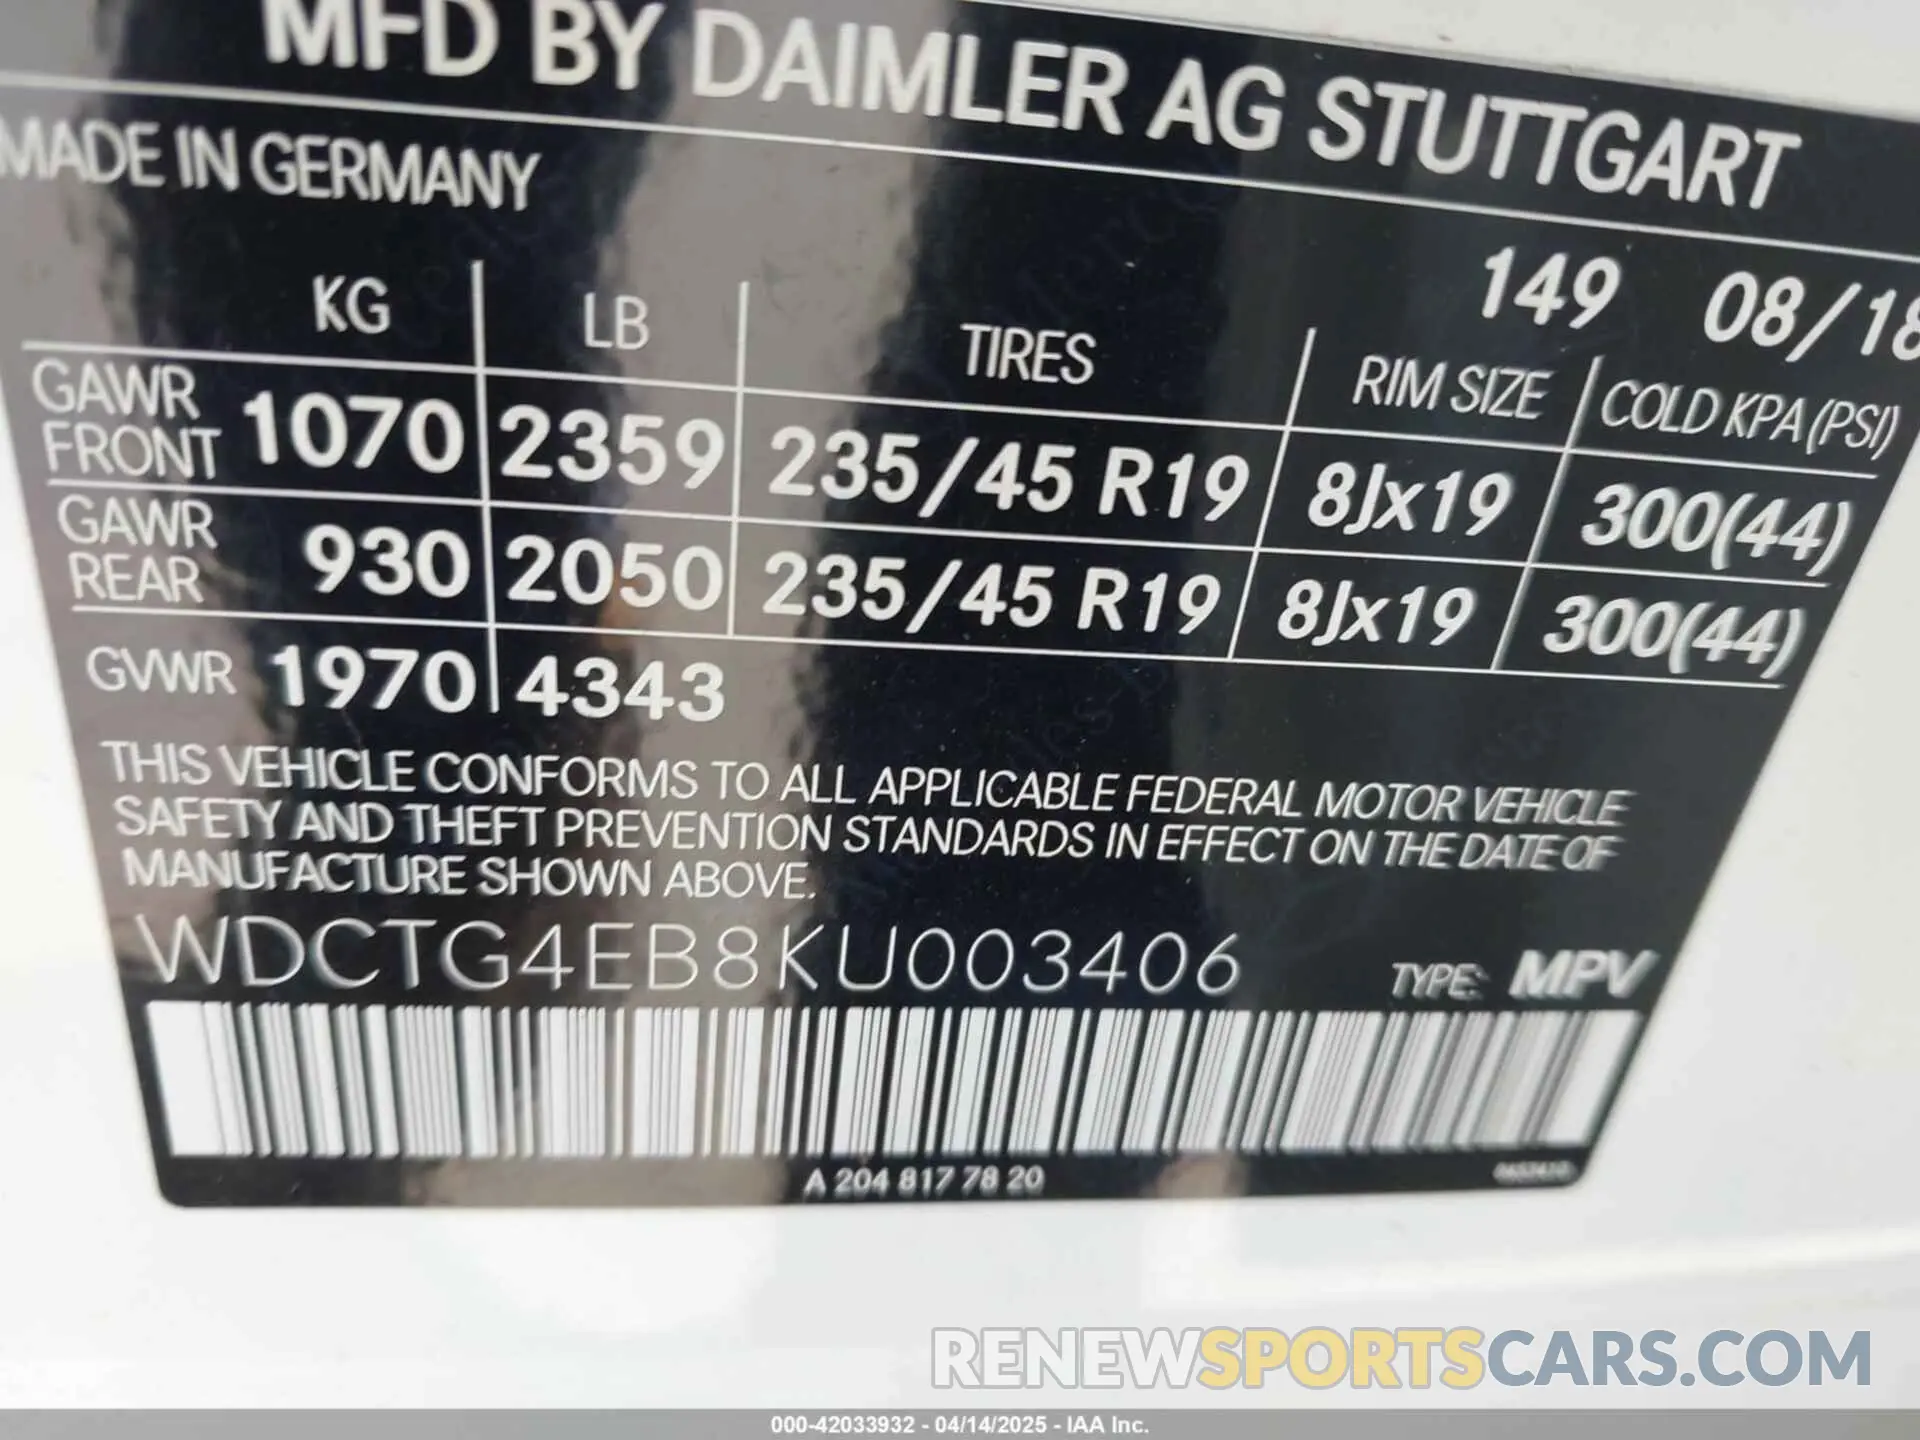 MFD BY DAIMLER AG STUTTGART
MADE IN GERMANY
149 08/18
KG LB TIRES RIM SIZE COLD KPA (PSI)
GAWR FRONT 1070 2359 235/45 R19 8Jx19 300(44)
GAWR REAR 930 2050 235/45 R19 8Jx19 300(44)
GVWR 1970 4343
THIS VEHICLE CONFORMS TO ALL APPLICABLE FEDERAL MOTOR VEHICLE
SAFETY AND THEFT PREVENTION STANDARDS IN EFFECT ON THE DATE OF
MANUFACTURE SHOWN ABOVE.
WDCTG4EB8KU003406 TYPE: MPV
A 204 817 78 20
RENEWSPORTSCARS.COM
000-42033932 - 04/14/2025 - IAA Inc.